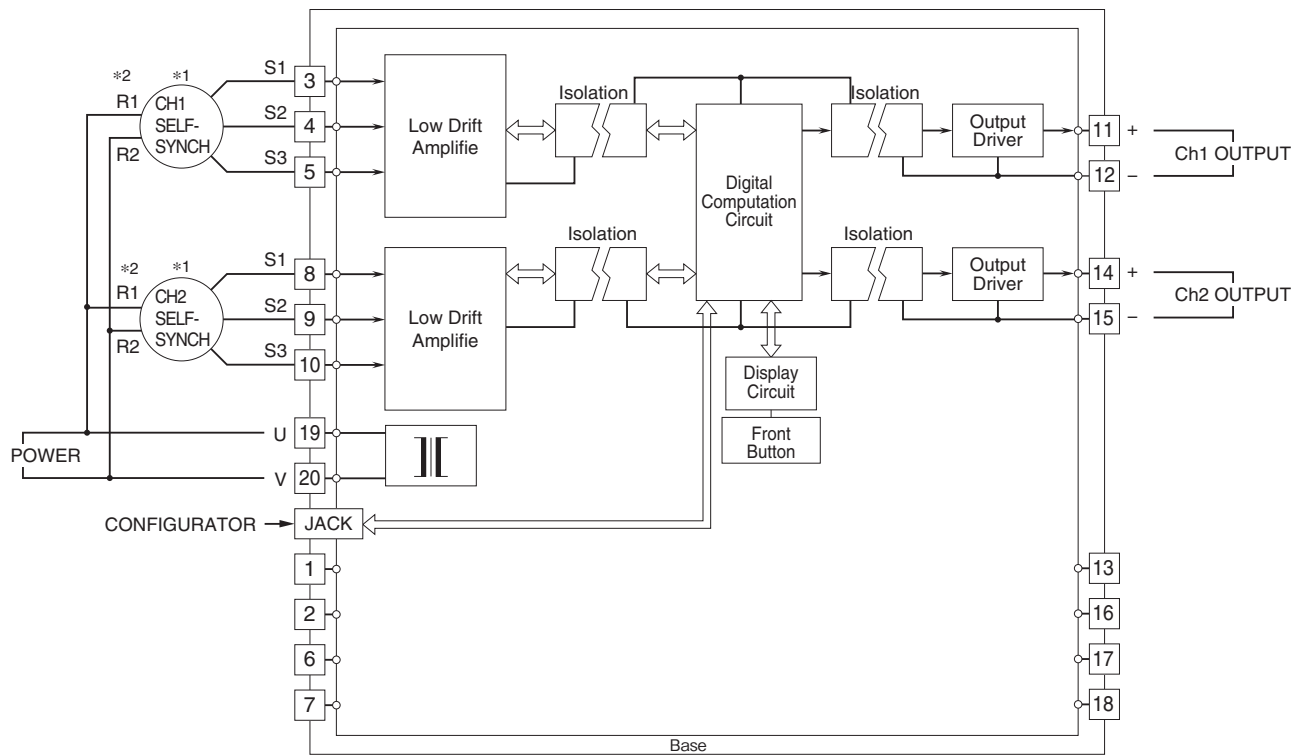 *2
*1
R1
CH1
SELF-
SYNCH
R2
S1
3
S2
4
S3
5
Low Drift
Amplifie
Isolation
Digital
Computation
Circuit
Isolation
Output
Driver
11
+
12
−
Ch1 OUTPUT
*2
*1
R1
CH2
SELF-
SYNCH
R2
S1
8
S2
9
S3
10
Low Drift
Amplifie
Isolation
Isolation
Output
Driver
14
+
15
−
Ch2 OUTPUT
Display
Circuit
Front
Button
POWER
U
19
V
20
CONFIGURATOR
JACK
1
2
6
7
13
16
17
18
Base